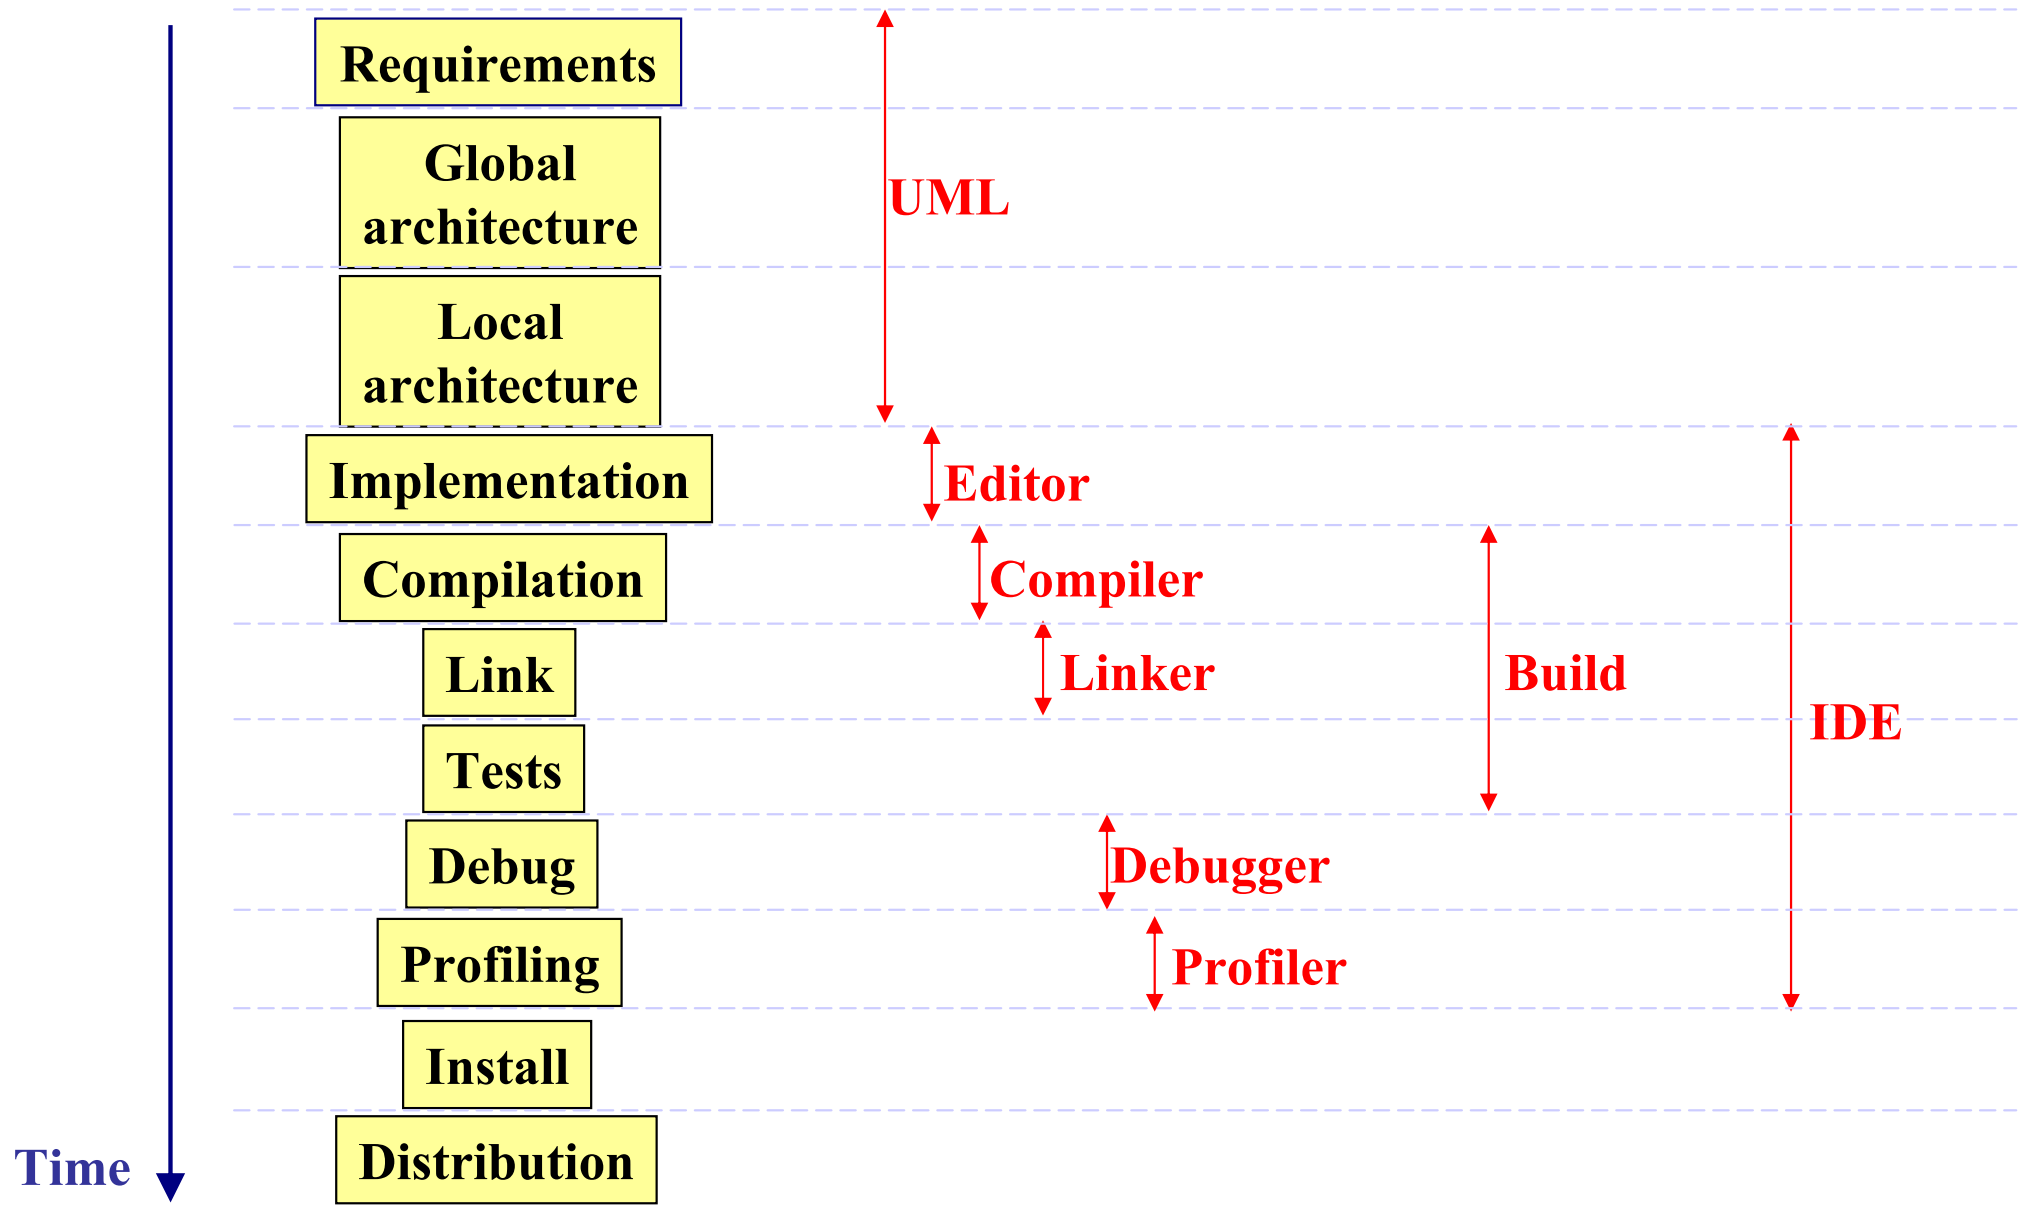 Requirements
Global
architecture
UML
Local
architecture
Implementation
Editor
Compilation
Compiler
Link
Linker
Build
IDE
Tests
Debug
Debugger
Profiling
Profiler
Install
Distribution
Time